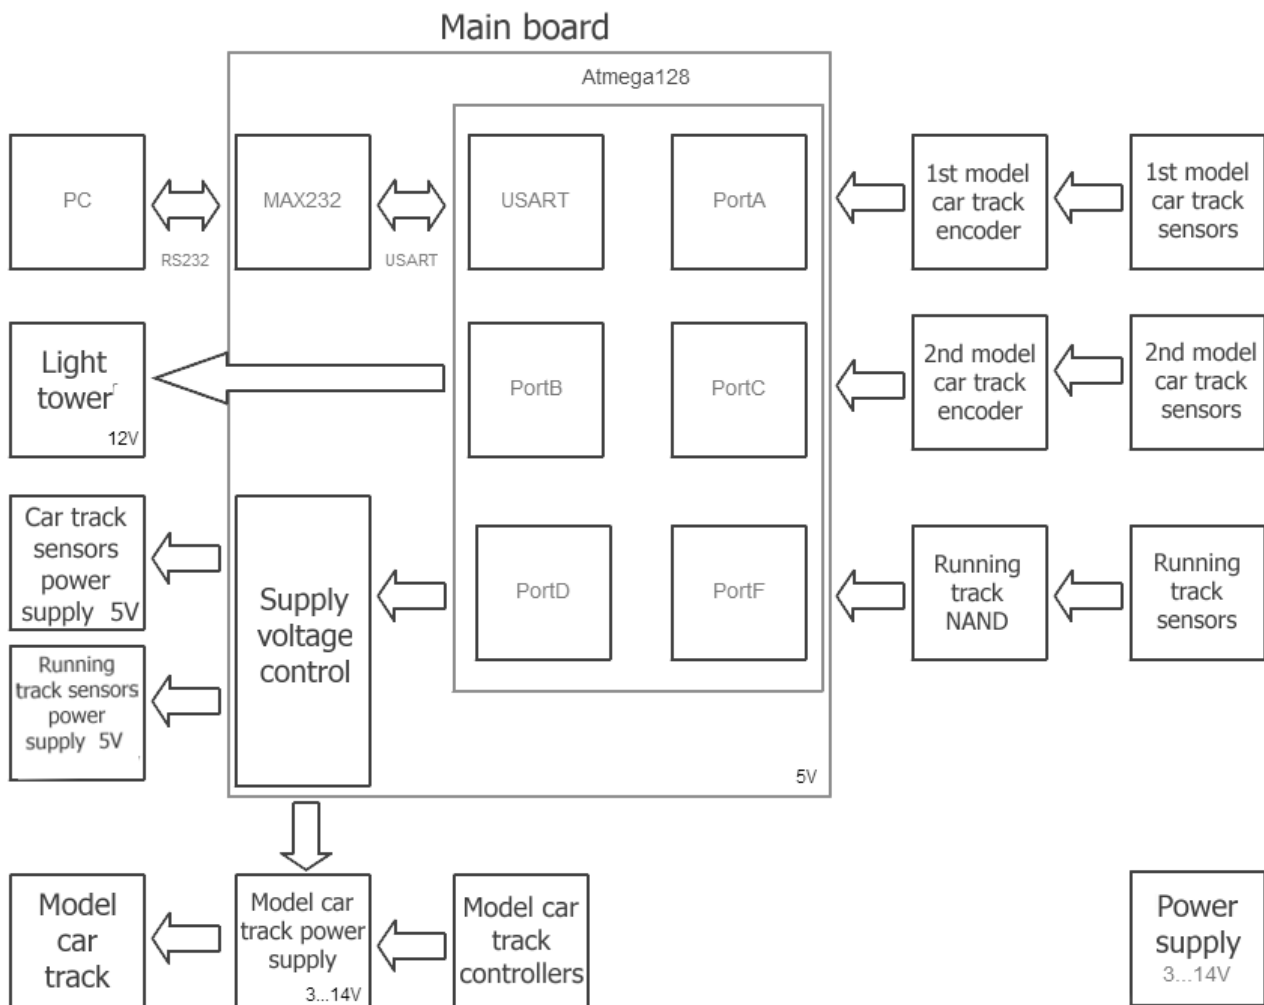 Main board
Atmega128
PC
RS232
MAX232
USART
USART
PortA
1st model
car track
encoder
1st model
car track
sensors
Light
tower
12V
PortB
PortC
2nd model
car track
encoder
2nd model
car track
sensors
Car track
sensors
power
supply 5V
Running
track sensors
power
supply 5V
Supply
voltage
control
PortD
PortF
Running
track
NAND
Running
track
sensors
5V
Model
car
track
Model car
track power
supply
3...14V
Model car
track
controllers
Power
supply
3...14V